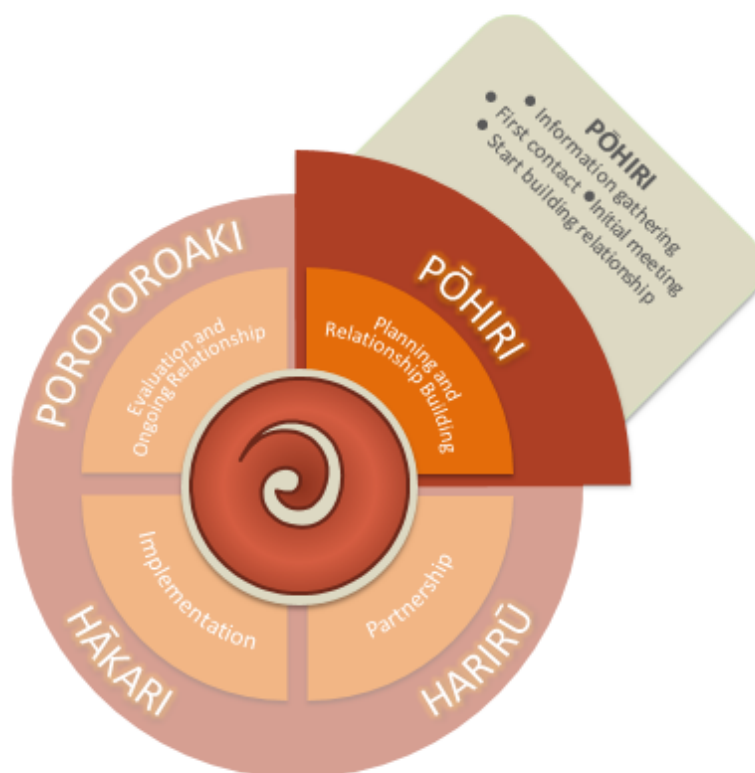 PŌHIRI
● Information gathering
● First contact ● Initial meeting
● Start building relationship
PŌHIRI
Planning and
Relationship Building
HARIRŪ
Partnership
HĀKARI
Implementation
POROPOROAKI
Evaluation and
Ongoing Relationship